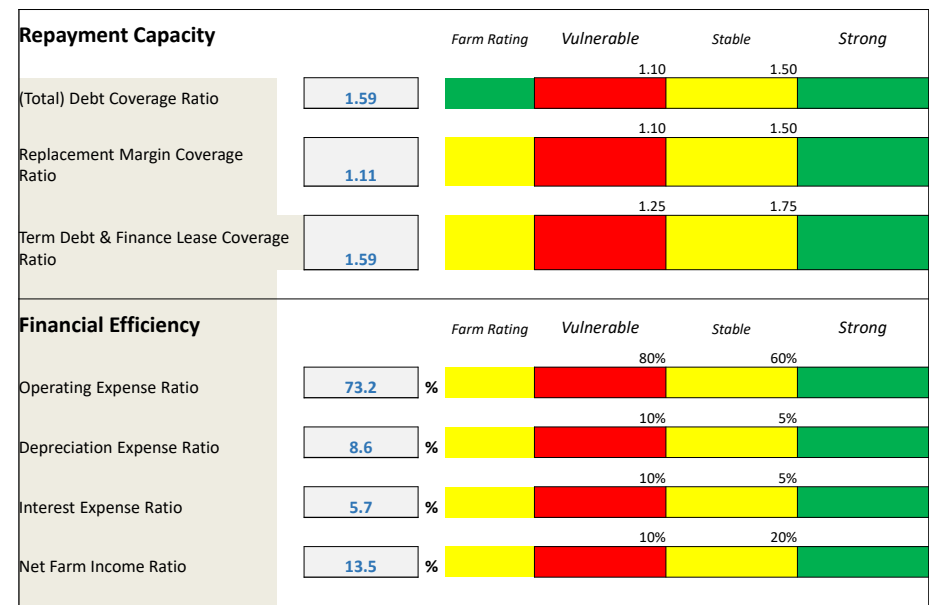 Repayment Capacity Farm Rating Vulnerable Stable Strong
1.10 1.50
(Total) Debt Coverage Ratio 1.59
1.10 1.50
Replacement Margin Coverage
Ratio 1.11
1.25 1.75
Term Debt & Finance Lease Coverage
Ratio 1.59
Financial Efficiency Farm Rating Vulnerable Stable Strong
80% 60%
Operating Expense Ratio 73.2 %
10% 5%
Depreciation Expense Ratio 8.6 %
10% 5%
Interest Expense Ratio 5.7 %
10% 20%
Net Farm Income Ratio 13.5 %